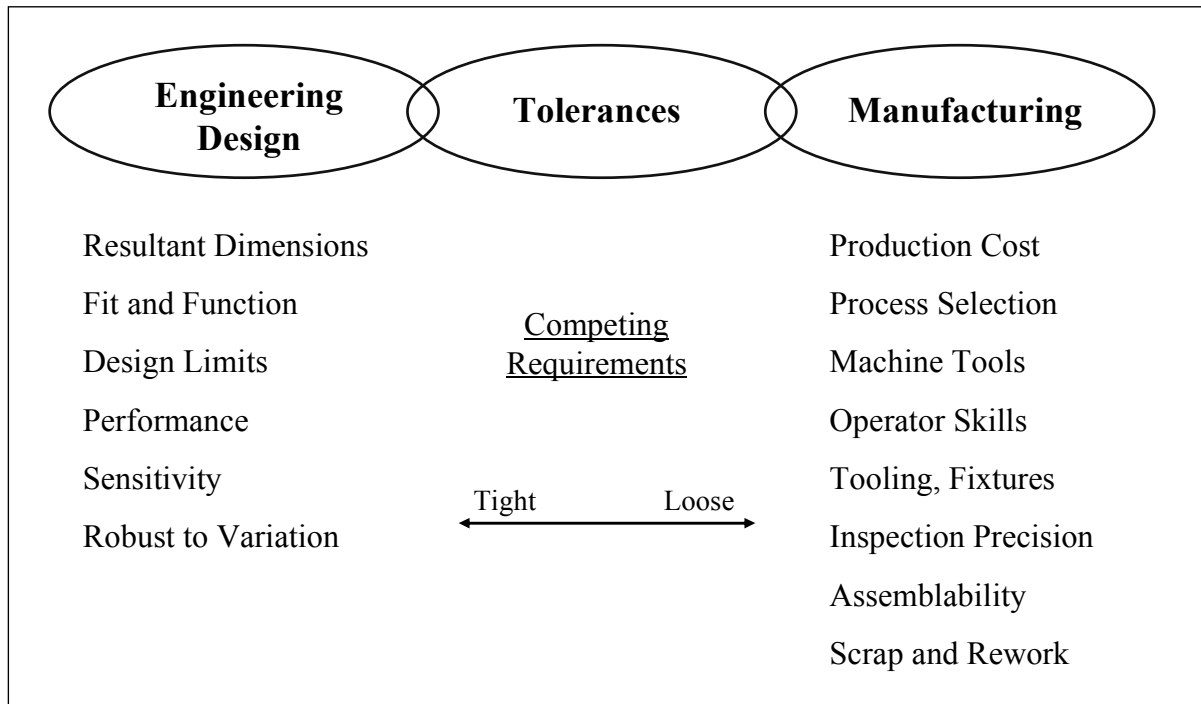 Engineering
Design
Tolerances
Manufacturing
Resultant Dimensions
Fit and Function
Design Limits
Performance
Sensitivity
Robust to Variation
Competing
Requirements
Tight
Loose
Production Cost
Process Selection
Machine Tools
Operator Skills
Tooling, Fixtures
Inspection Precision
Assemblability
Scrap and Rework